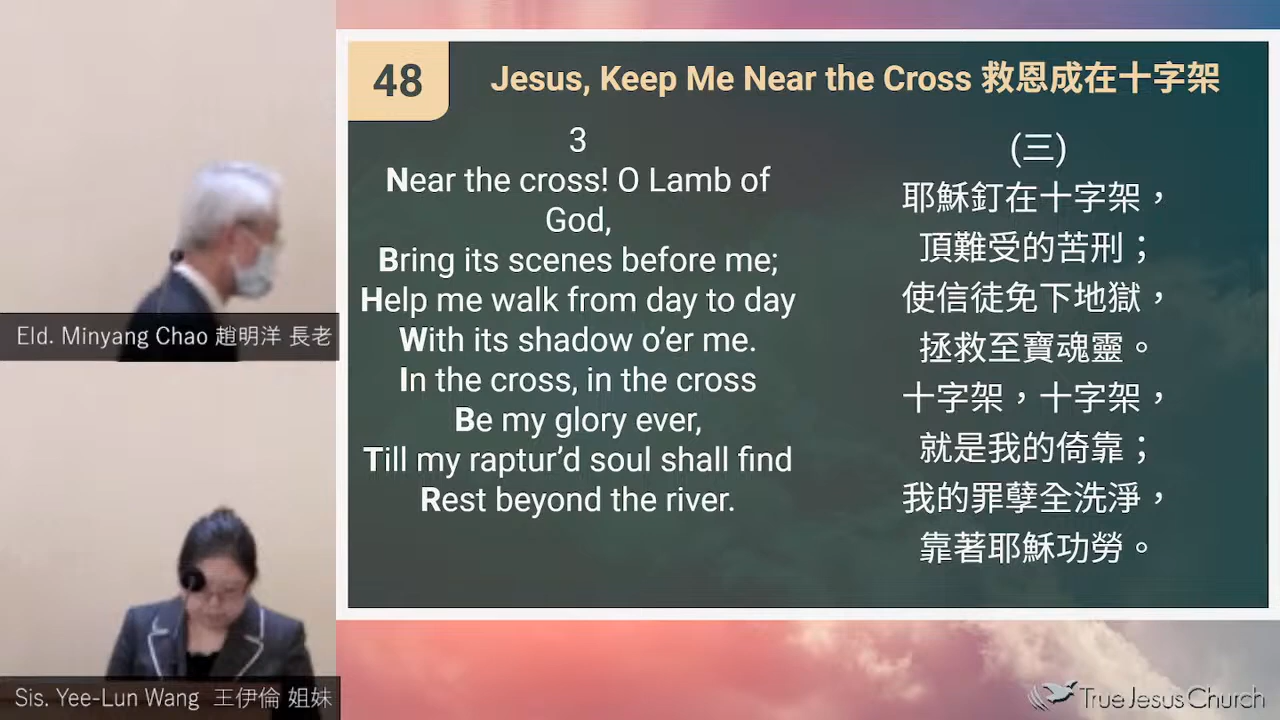 48
Jesus, Keep Me Near the Cross 救恩成在十字架
3
Near the cross! O Lamb of
God,
Bring its scenes before me;
Help me walk from day to day
With its shadow o’er me.
In the cross, in the cross
Be my glory ever,
Till my raptur’d soul shall find
Rest beyond the river.
(三)
耶穌釘在十字架，
頂難受的苦刑；
使信徒免下地獄，
拯救至寶魂靈。
十字架，十字架，
就是我的倚靠；
我的罪孽全洗淨，
靠著耶穌功勞。
Eld. Minyang Chao 趙明洋 長老
Sis. Yee-Lun Wang 王伊倫 姐妹
True Jesus Church